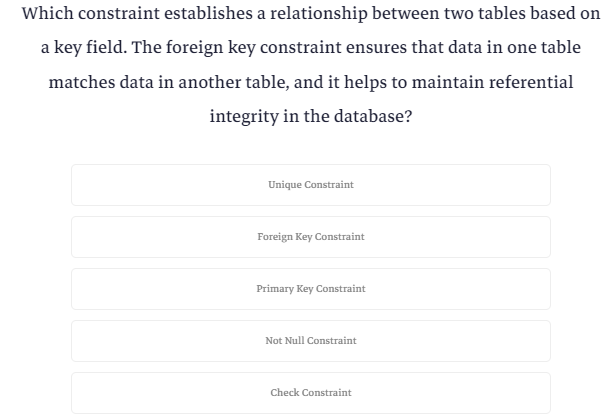 Which constraint establishes a relationship between two tables based on
a key field. The foreign key constraint ensures that data in one table
matches data in another table, and it helps to maintain referential
integrity in the database?
Unique Constraint
Foreign Key Constraint
Primary Key Constraint
Not Null Constraint
Check Constraint